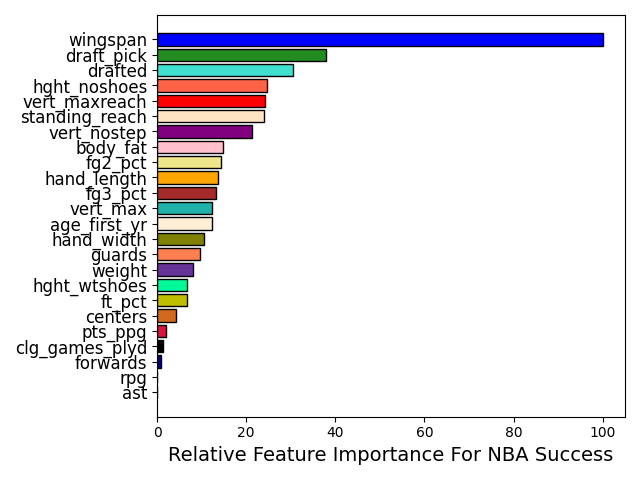 wingspan
draft_pick
drafted
hght_noshoes
vert_maxreach
standing_reach
vert_nostep
body_fat
fg2_pct
hand_length
fg3_pct
vert_max
age_first_yr
hand_width
guards
weight
hght_wtshoes
ft_pct
centers
pts_ppg
clg_games_plyd
forwards
rpg
ast
0 20 40 60 80 100
Relative Feature Importance For NBA Success